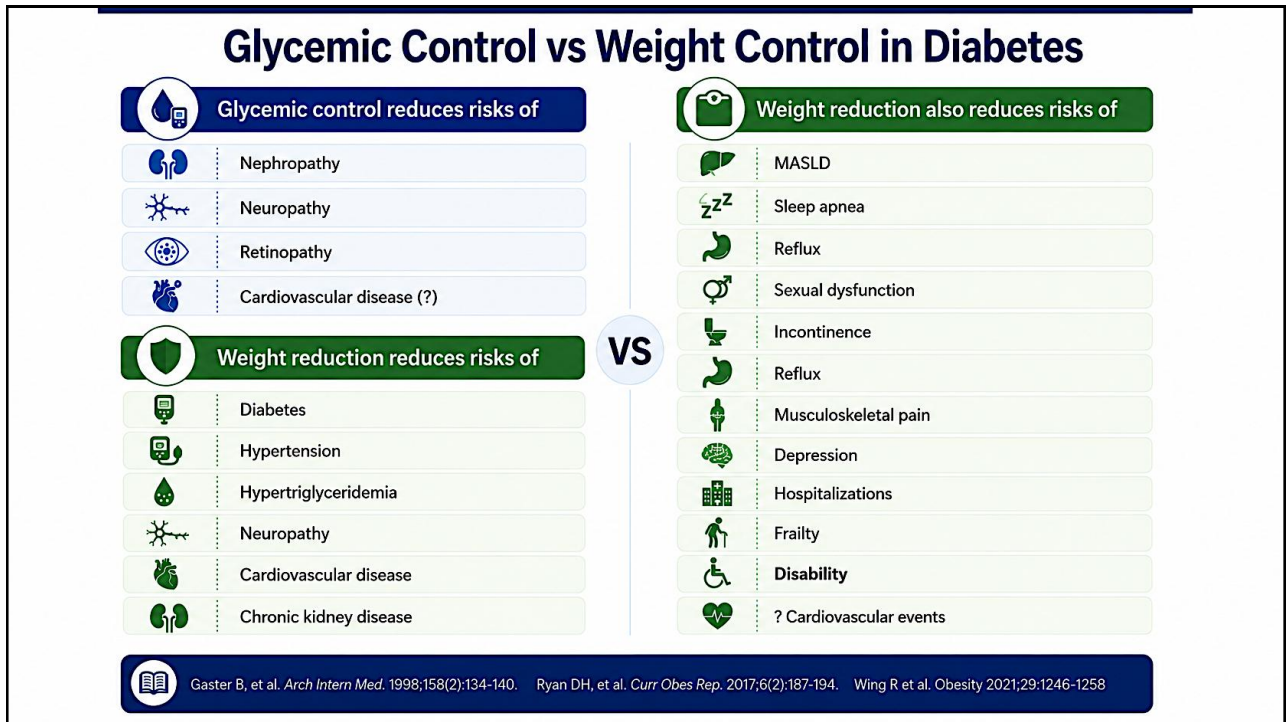 Glycemic Control vs Weight Control in Diabetes
Glycemic control reduces risks of
Nephropathy
Neuropathy
Retinopathy
Cardiovascular disease (?)
Weight reduction reduces risks of
Diabetes
Hypertension
Hypertriglyceridemia
Neuropathy
Cardiovascular disease
Chronic kidney disease
VS
Weight reduction also reduces risks of
MASLD
zzZ
Sleep apnea
Reflux
Sexual dysfunction
Incontinence
Reflux
Musculoskeletal pain
Depression
Hospitalizations
Frailty
Disability
? Cardiovascular events
Gaster B, et al. Arch Intern Med. 1998;158(2):134-140. Ryan DH, et al. Curr Obes Rep. 2017;6(2):187-194. Wing R et al. Obesity 2021;29:1246-1258